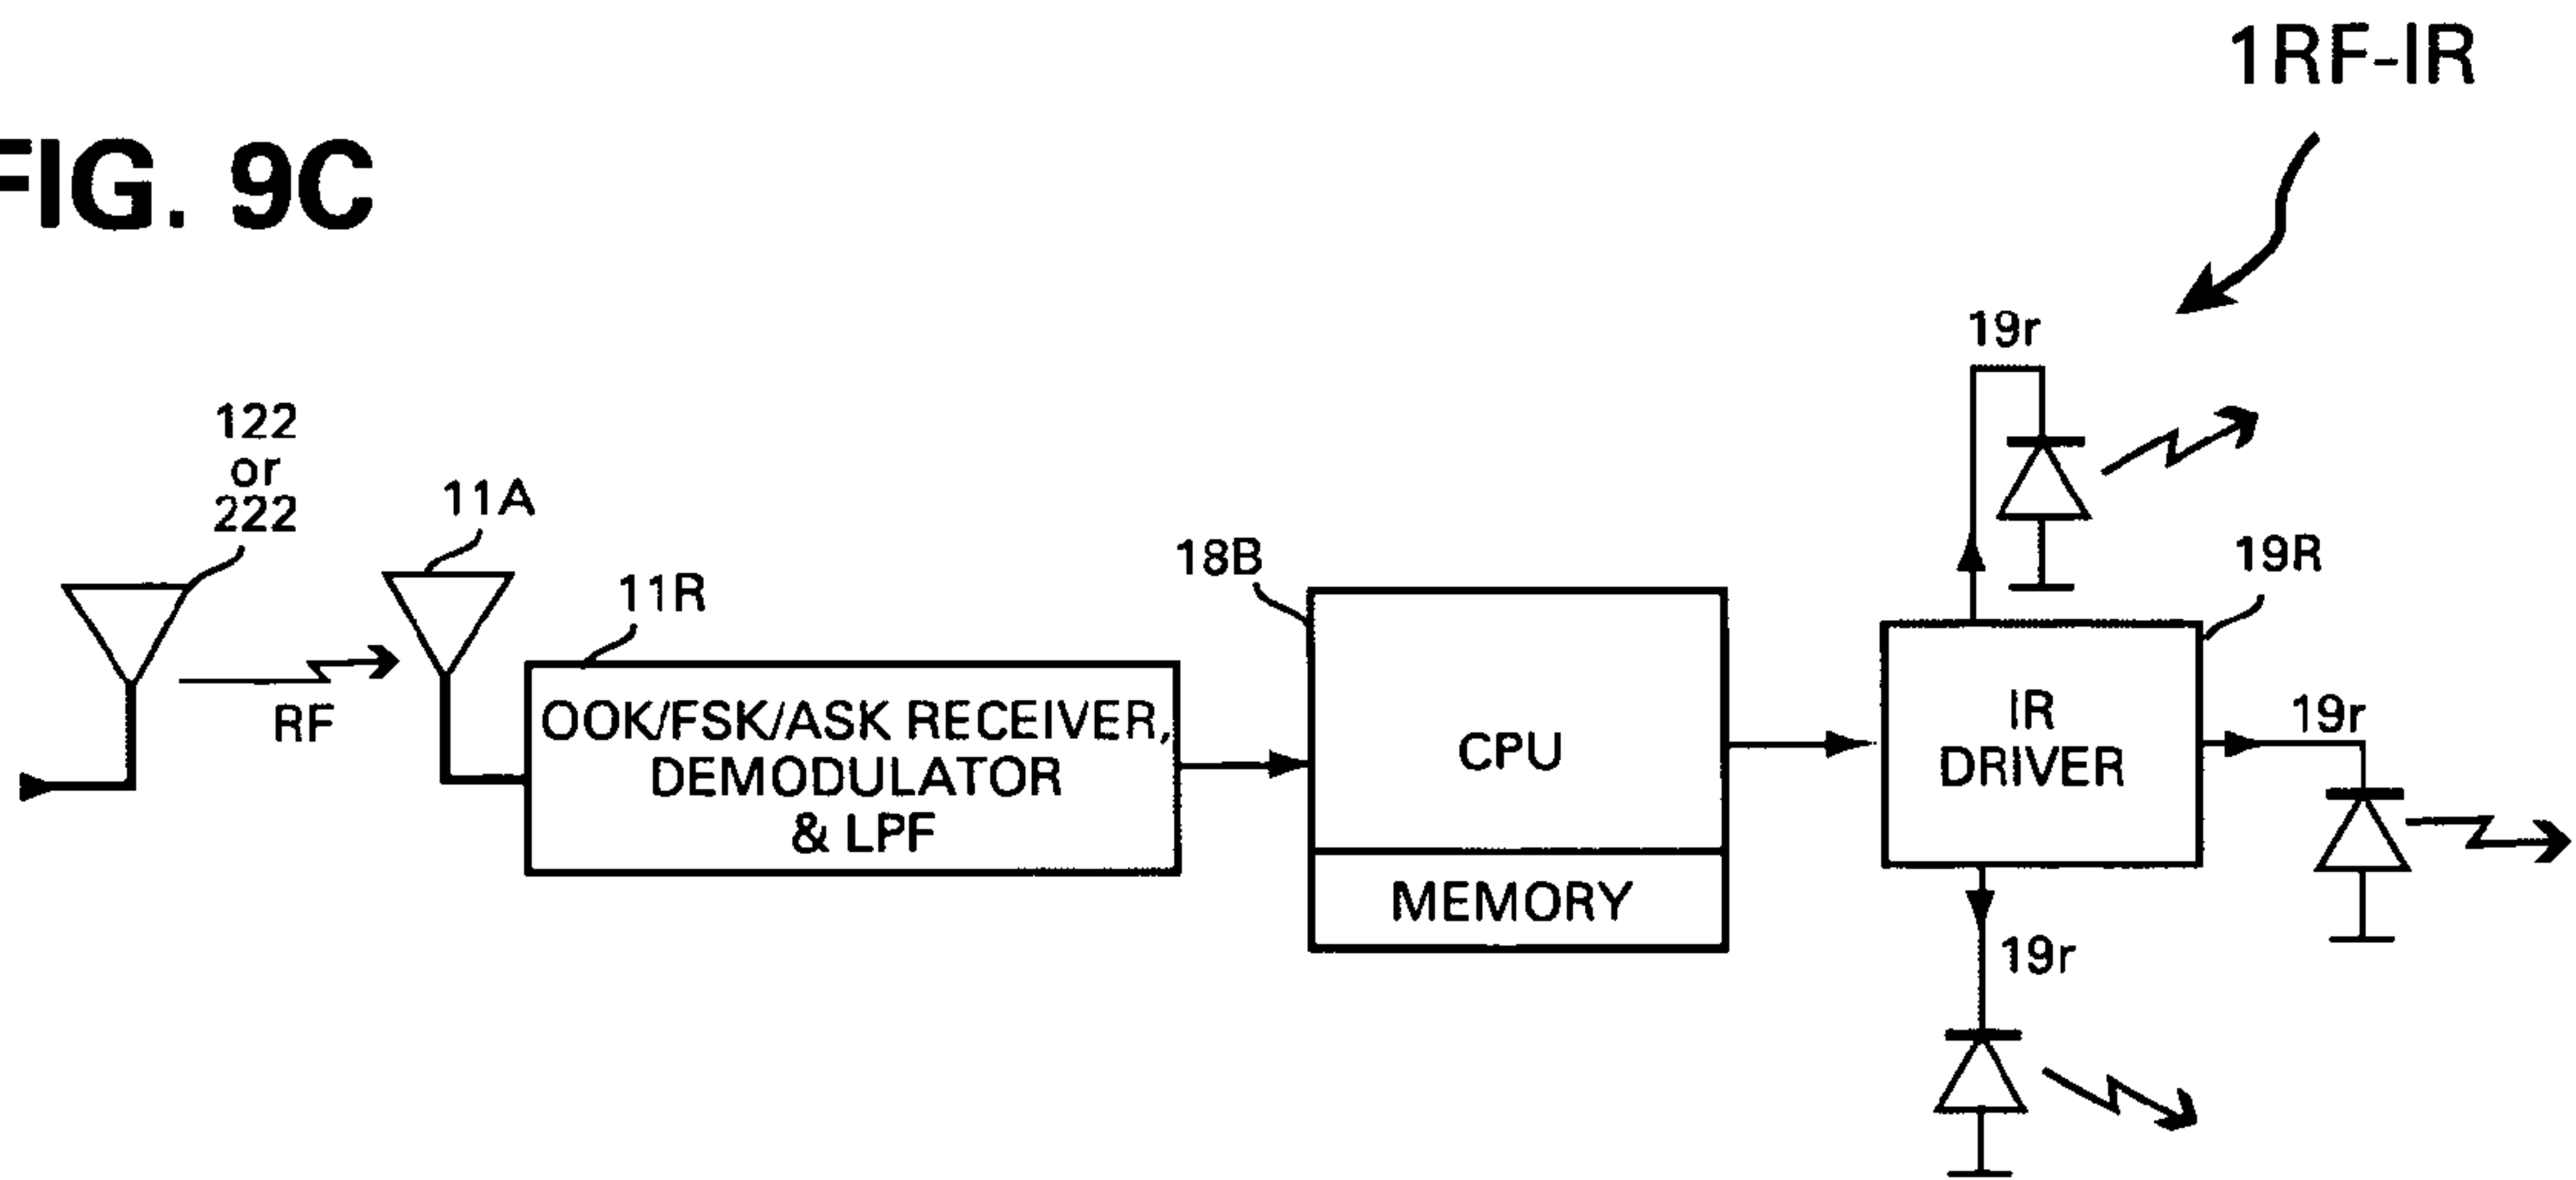 1RF-IR
FIG. 9C
19r
122
or
222
11A
18B
19R
11R
RF
OOK/FSK/ASK RECEIVER,
DEMODULATOR
& LPF
CPU
MEMORY
IR
DRIVER
19r
19r